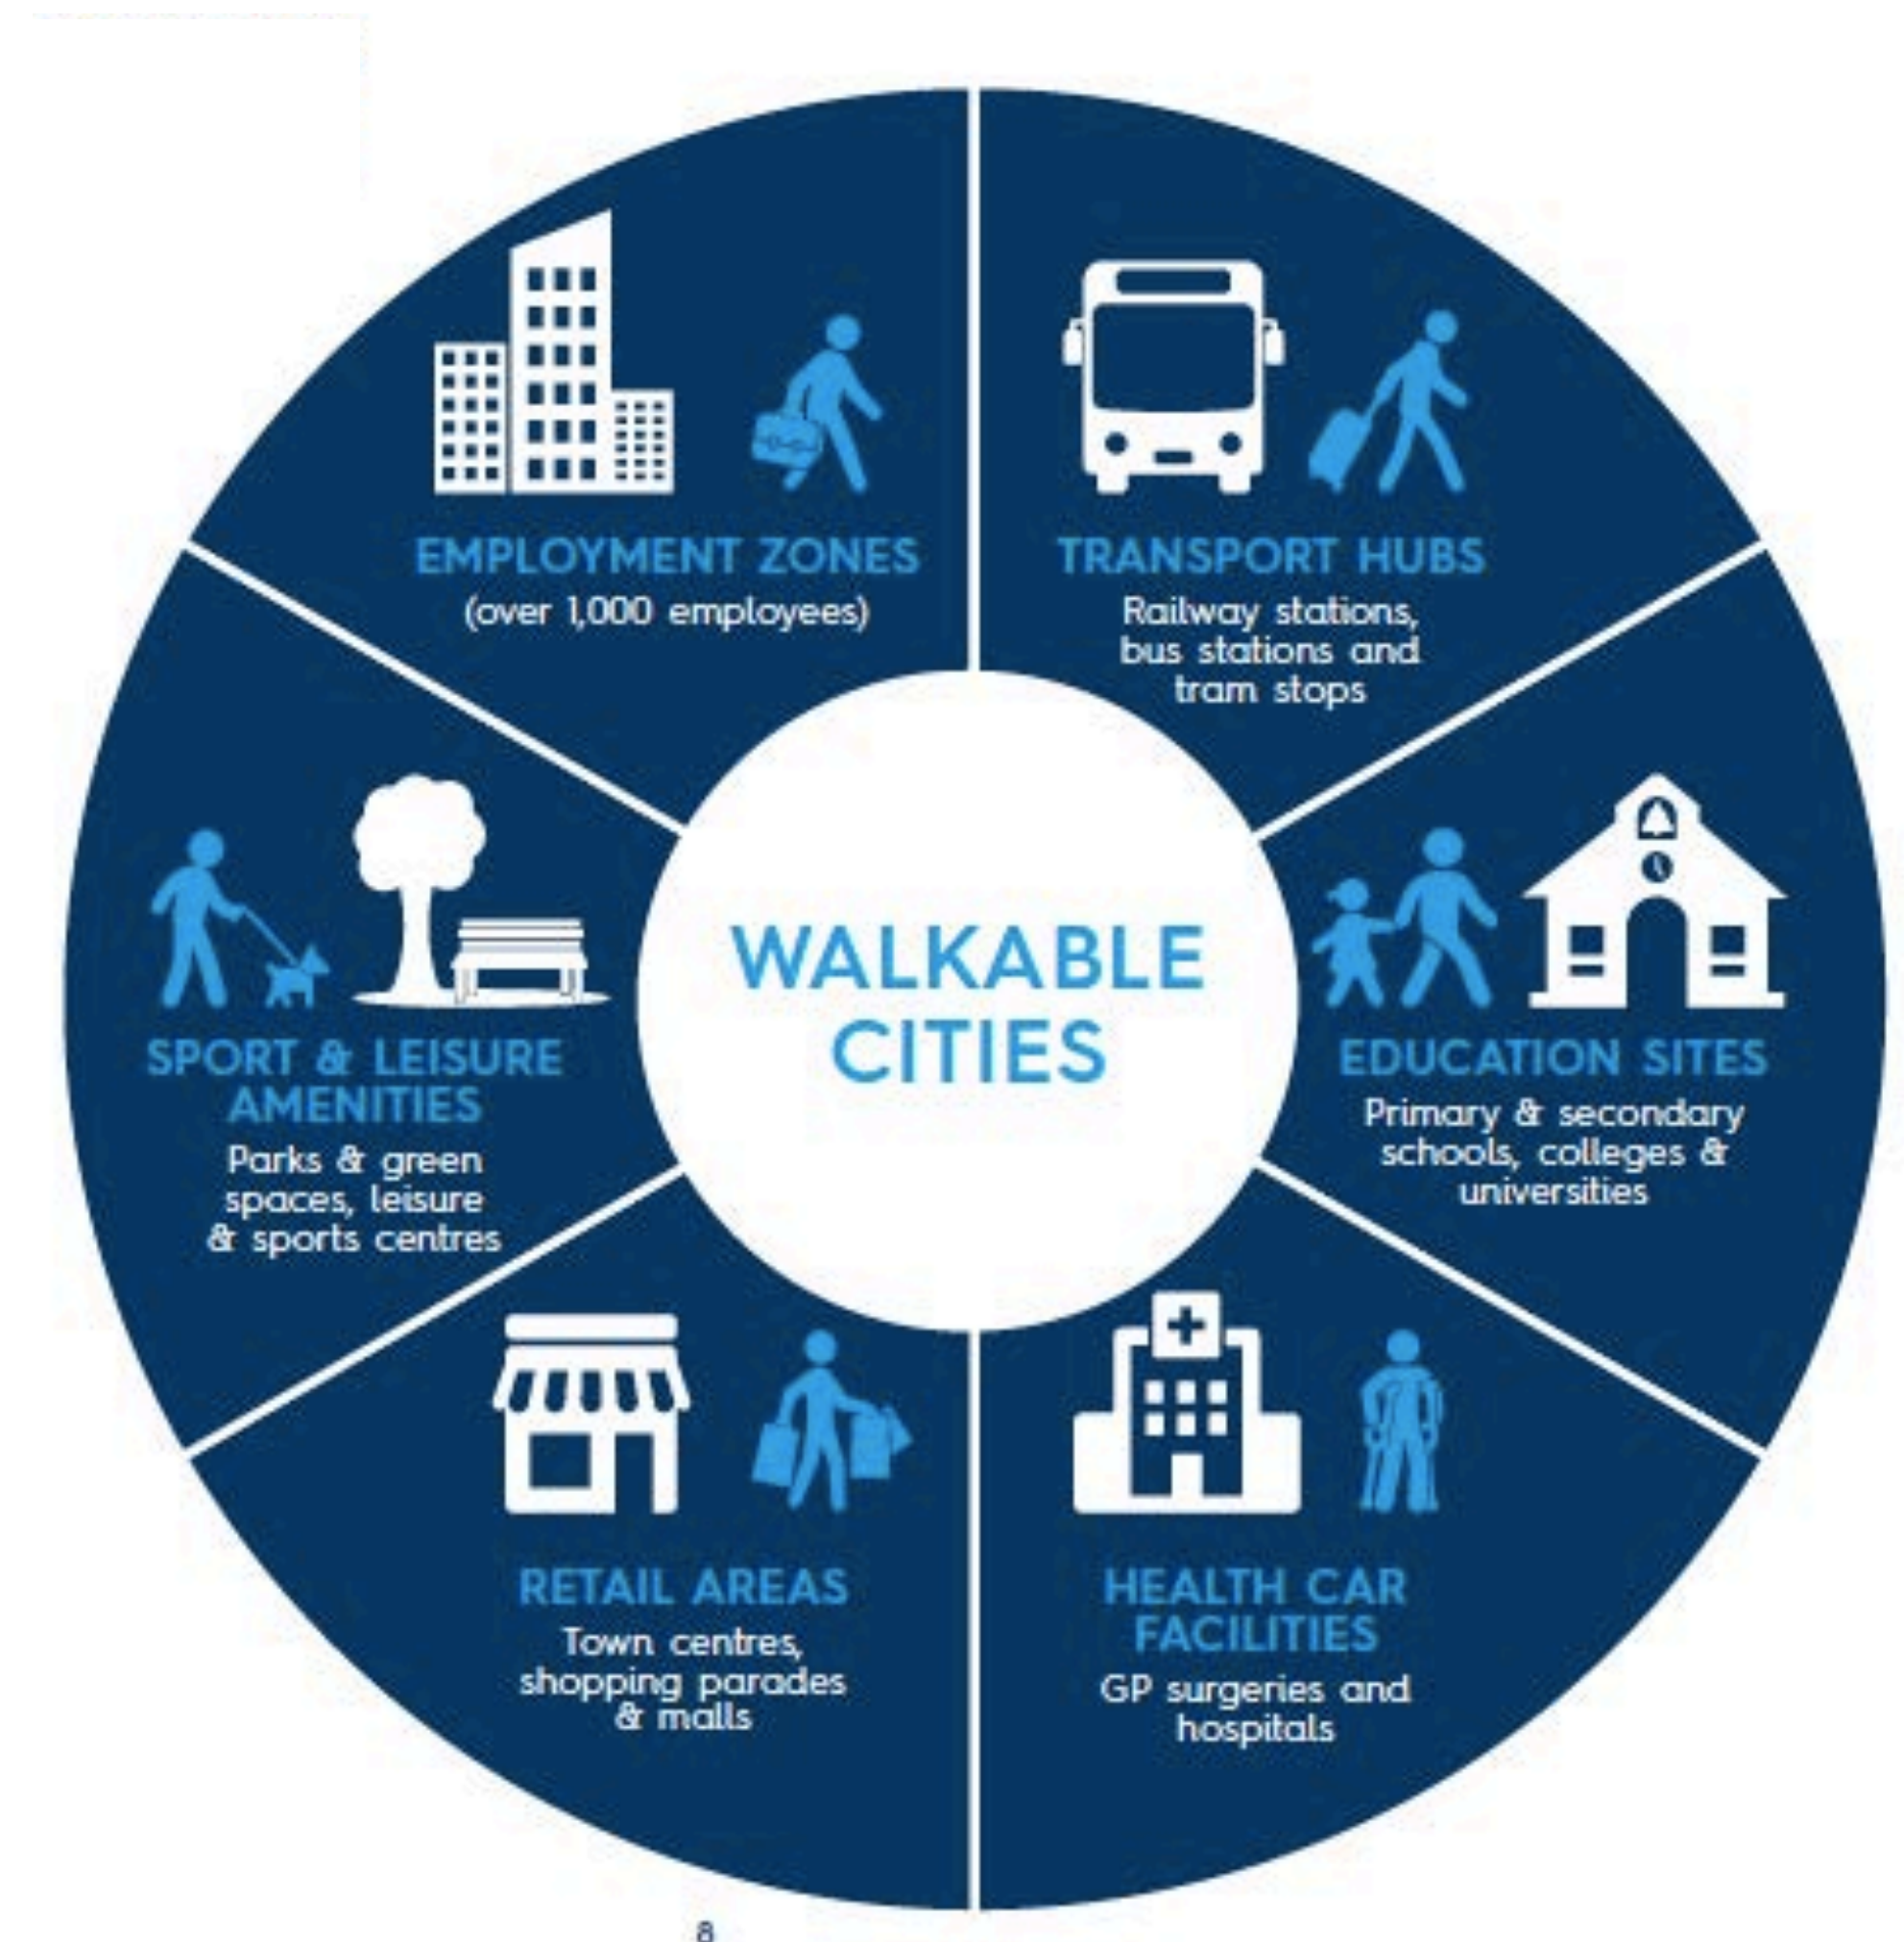 EMPLOYMENT ZONES
(over 1,000 employees)
TRANSPORT HUBS
Railway stations,
bus stations and
tram stops
SPORT & LEISURE
AMENITIES
Parks & green
spaces, leisure
& sports centres
WALKABLE
CITIES
EDUCATION SITES
Primary & secondary
schools, colleges &
universities
RETAIL AREAS
Town centres,
shopping parades
& malls
HEALTH CAR
FACILITIES
GP surgeries and
hospitals
8